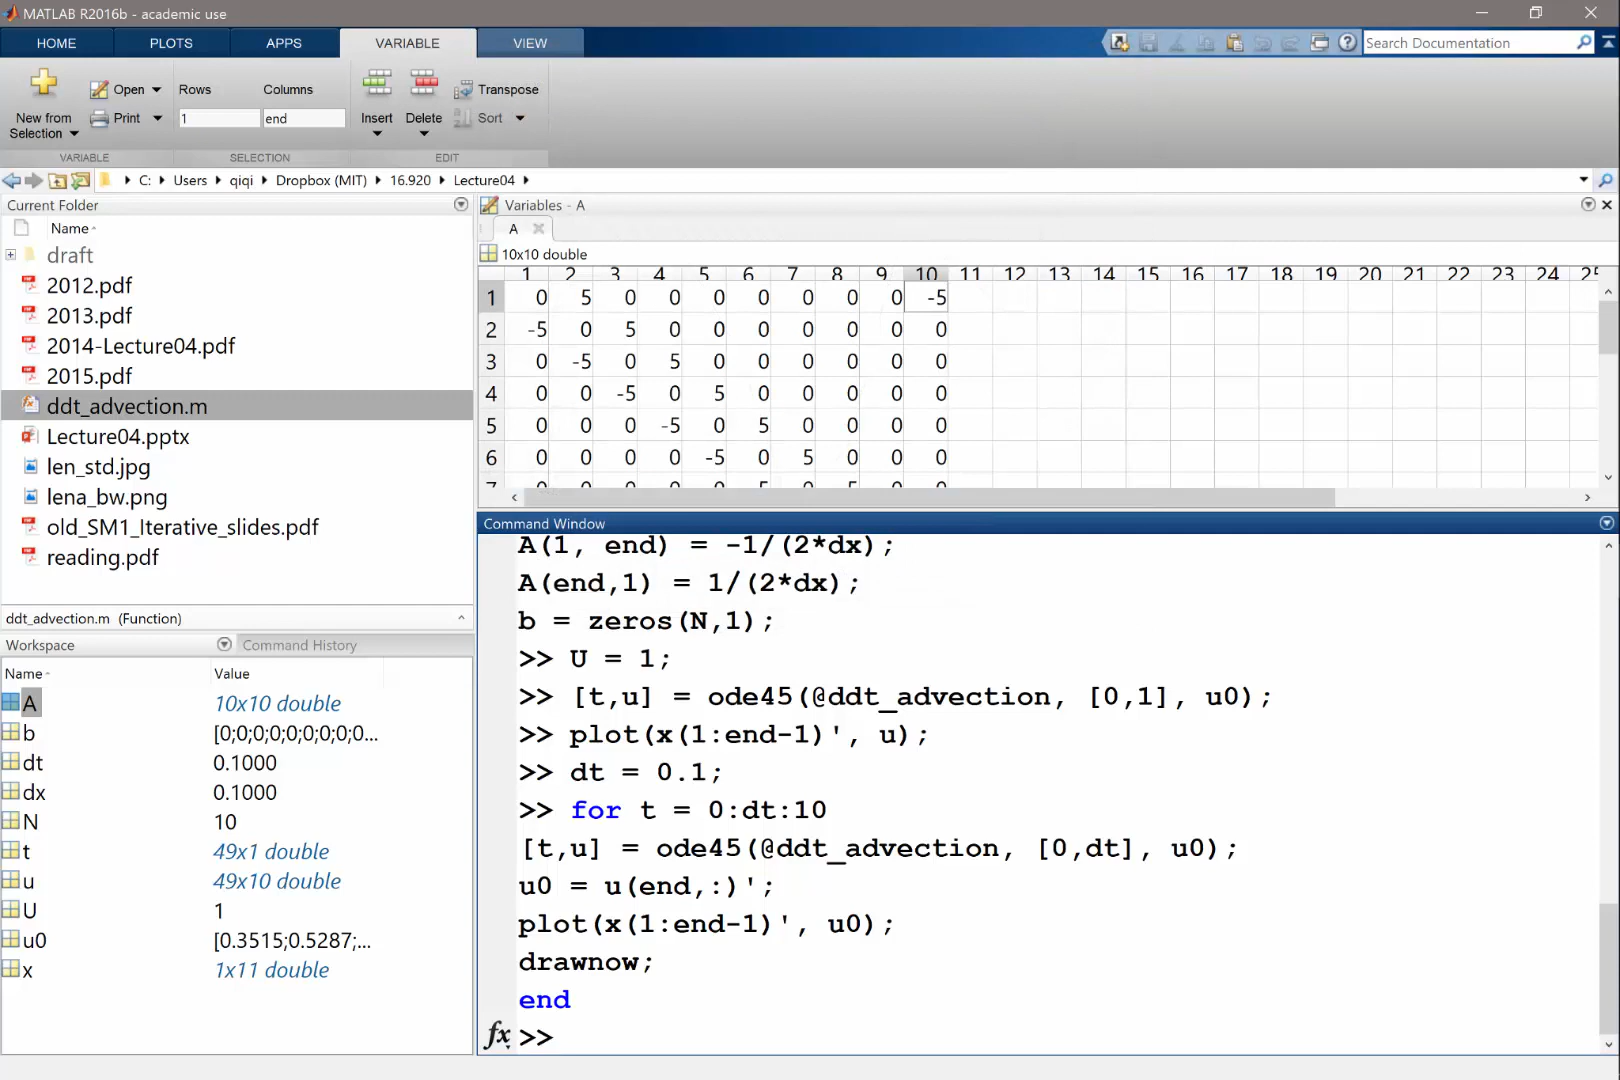 MATLAB R2016b - academic use
HOME PLOTS APPS VARIABLE VIEW Search Documentation
New from Selection Open Print Rows Columns 1 end Insert Delete Transpose Sort
VARIABLE SELECTION EDIT
C: Users qiqi Dropbox (MIT) 16.920 Lecture04
Current Folder
Name
draft
2012.pdf
2013.pdf
2014-Lecture04.pdf
2015.pdf
ddt_advection.m
Lecture04.pptx
len_std.jpg
lena_bw.png
old_SM1_Iterative_slides.pdf
reading.pdf
ddt_advection.m (Function)
Workspace Command History
Name Value
A 10x10 double
b [0;0;0;0;0;0;0;0;0...
dt 0.1000
dx 0.1000
N 10
t 49x1 double
u 49x10 double
U 1
u0 [0.3515;0.5287;...
x 1x11 double
Variables - A
A
10x10 double
1 2 3 4 5 6 7 8 9 10 11 12 13 14 15 16 17 18 19 20 21 22 23 24
1 0 5 0 0 0 0 0 0 0 -5
2 -5 0 5 0 0 0 0 0 0 0
3 0 -5 0 5 0 0 0 0 0 0
4 0 0 -5 0 5 0 0 0 0 0
5 0 0 0 -5 0 5 0 0 0 0
6 0 0 0 0 -5 0 5 0 0 0
Command Window
A(1, end) = -1/(2*dx);
A(end,1) = 1/(2*dx);
b = zeros(N,1);
>> U = 1;
>> [t,u] = ode45(@ddt_advection, [0,1], u0);
>> plot(x(1:end-1)', u);
>> dt = 0.1;
>> for t = 0:dt:10
[t,u] = ode45(@ddt_advection, [0,dt], u0);
u0 = u(end,:)';
plot(x(1:end-1)', u0);
drawnow;
end
fx >>